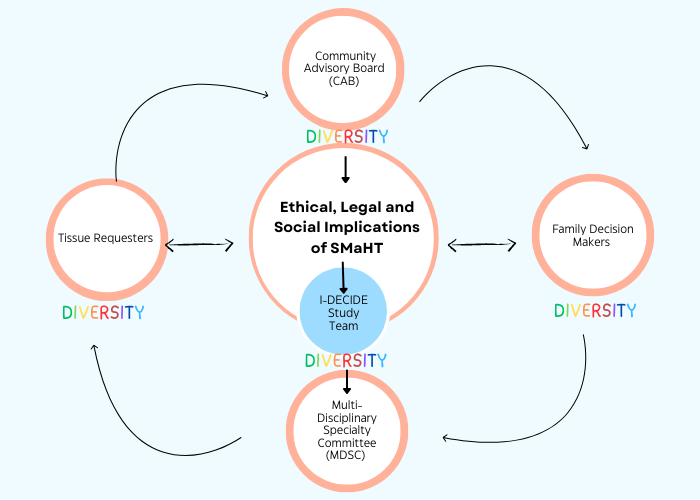 Community
Advisory Board
(CAB)
DIVERSITY
Ethical, Legal and
Social Implications
of SMaHT
Tissue Requesters
DIVERSITY
Family Decision
Makers
DIVERSITY
I-DECIDE
Study
Team
DIVERSITY
Multi-
Disciplinary
Specialty
Committee
(MDSC)